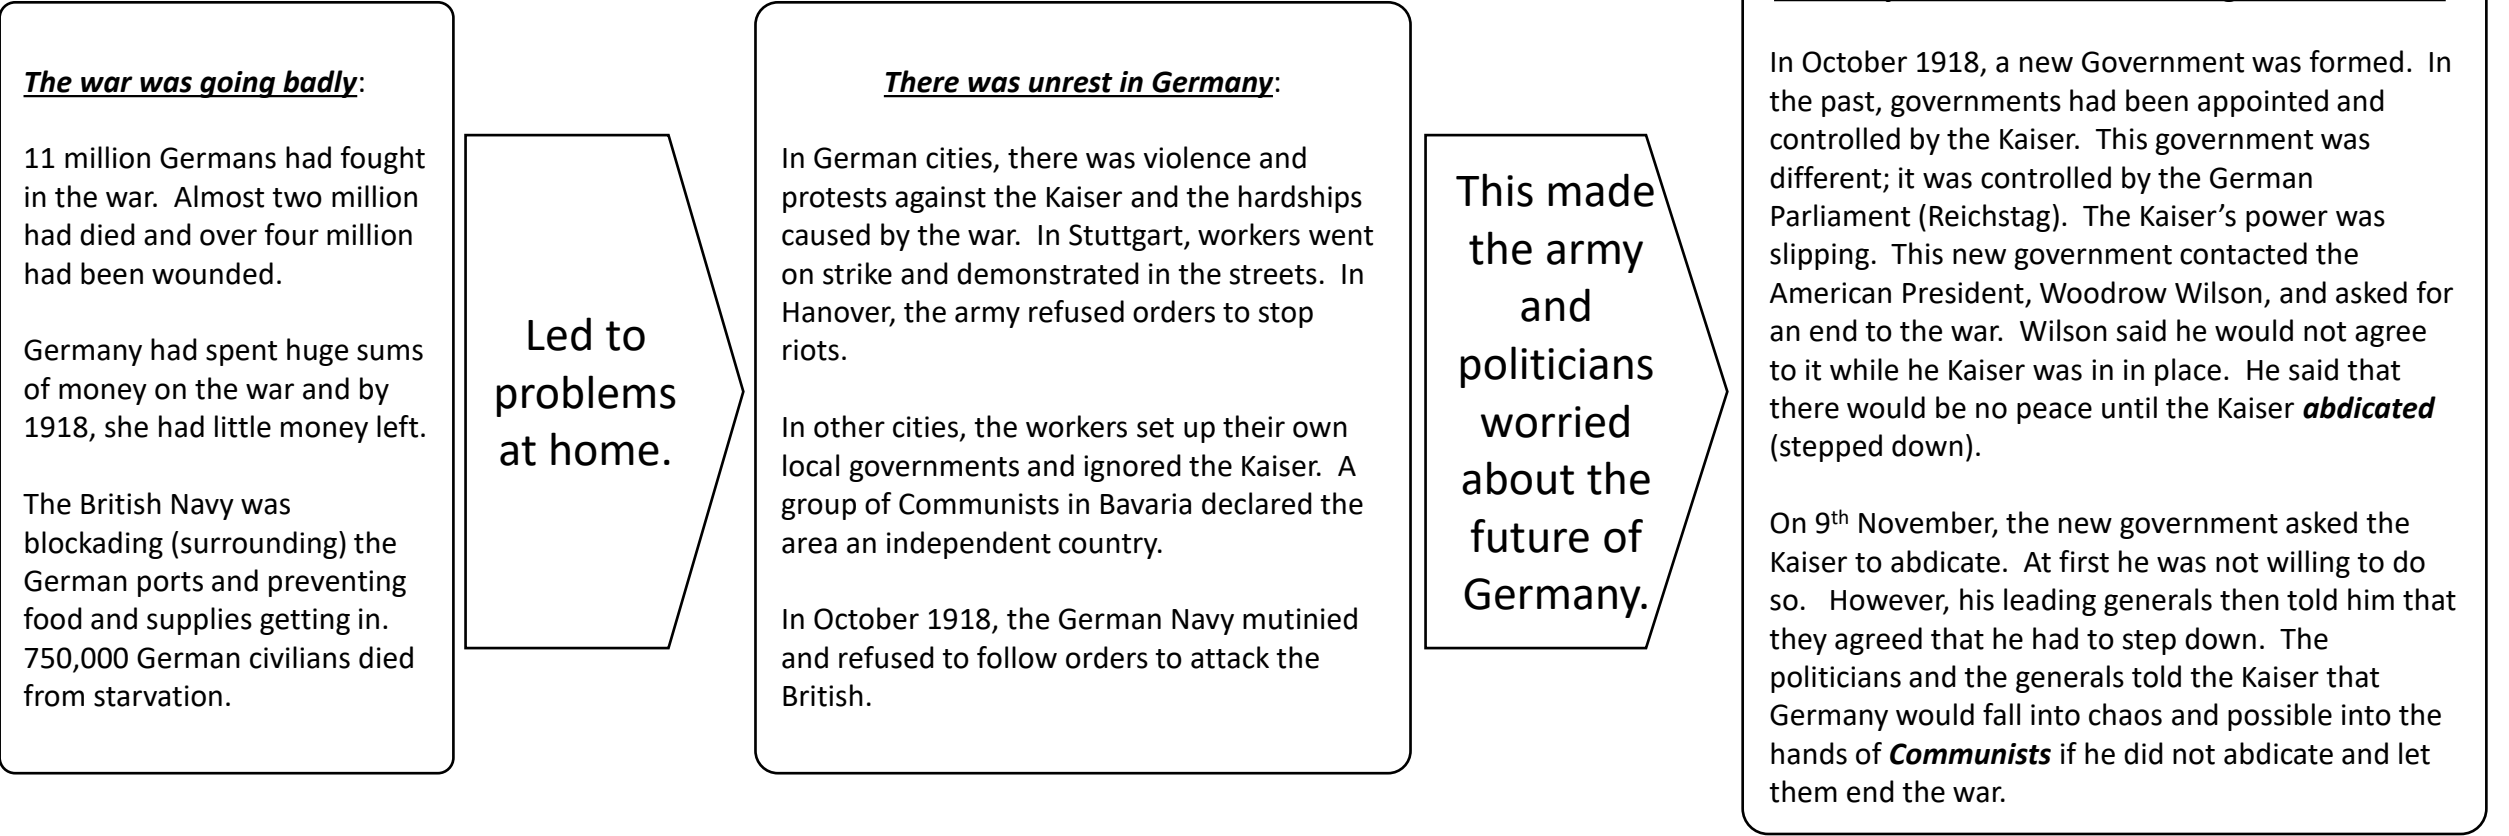 The war was going badly:
11 million Germans had fought
in the war.  Almost two million
had died and over four million
had been wounded.
Germany had spent huge sums
of money on the war and by
1918, she had little money left.
The British Navy was
blockading (surrounding) the
German ports and preventing
food and supplies getting in.
750,000 German civilians died
from starvation.
Led to
problems
at home.
There was unrest in Germany:
In German cities, there was violence and
protests against the Kaiser and the hardships
caused by the war.  In Stuttgart, workers went
on strike and demonstrated in the streets.  In
Hanover, the army refused orders to stop
riots.
In other cities, the workers set up their own
local governments and ignored the Kaiser.  A
group of Communists in Bavaria declared the
area an independent country.
In October 1918, the German Navy mutinied
and refused to follow orders to attack the
British.
This made
the army
and
politicians
worried
about the
future of
Germany.
In October 1918, a new Government was formed.  In
the past, governments had been appointed and
controlled by the Kaiser.  This government was
different; it was controlled by the German
Parliament (Reichstag).  The Kaiser’s power was
slipping.  This new government contacted the
American President, Woodrow Wilson, and asked for
an end to the war.  Wilson said he would not agree
to it while he Kaiser was in in place.  He said that
there would be no peace until the Kaiser abdicated
(stepped down).
On 9th November, the new government asked the
Kaiser to abdicate.  At first he was not willing to do
so.   However, his leading generals then told him that
they agreed that he had to step down.  The
politicians and the generals told the Kaiser that
Germany would fall into chaos and possible into the
hands of Communists if he did not abdicate and let
them end the war.